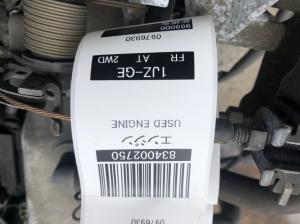 0976930
834002750
エンジン
USED ENGINE
1JZ-GE
FR AT 2WD
0976930